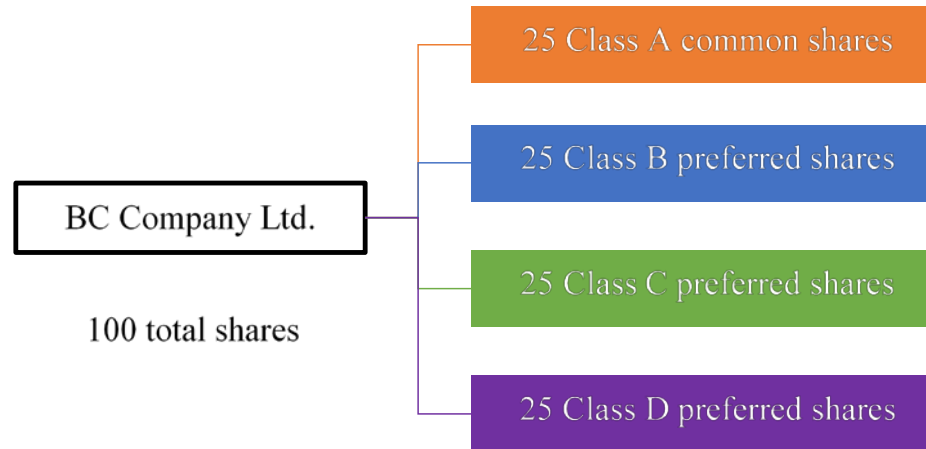 25 Class A common shares
25 Class B preferred shares
BC Company Ltd.
25 Class C preferred shares
100 total shares
25 Class D preferred shares